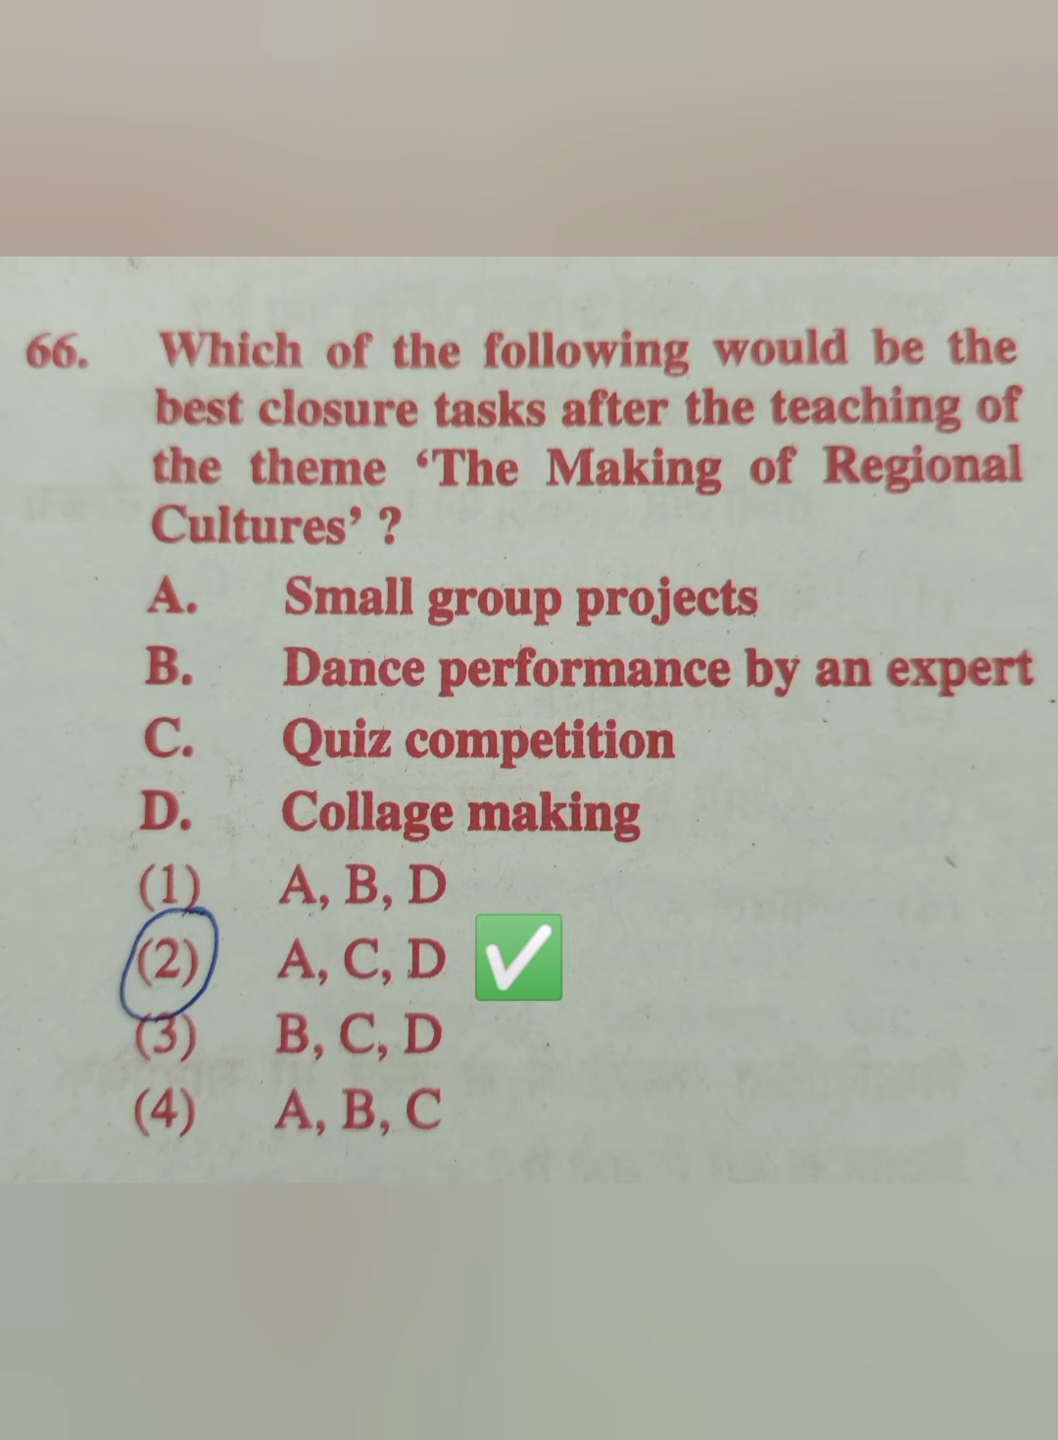 66. Which of the following would be the
best closure tasks after the teaching of
the theme ‘The Making of Regional
Cultures’ ?
A. Small group projects
B. Dance performance by an expert
C. Quiz competition
D. Collage making
(1) A, B, D
(2) A, C, D
(3) B, C, D
(4) A, B, C